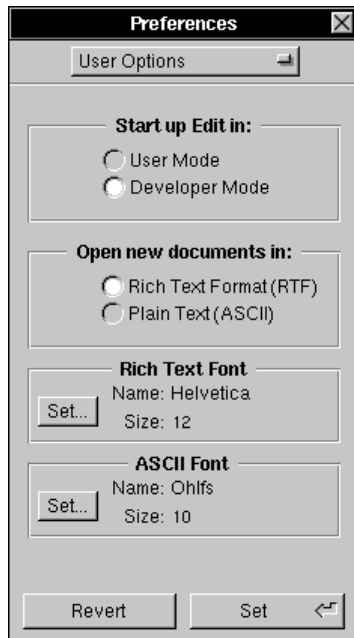 Preferences
User Options
Start up Edit in:
User Mode
Developer Mode
Open new documents in:
Rich Text Format (RTF)
Plain Text (ASCII)
Rich Text Font
Name: Helvetica
Set...
Size: 12
ASCII Font
Name: Ohlfs
Set...
Size: 10
Revert Set